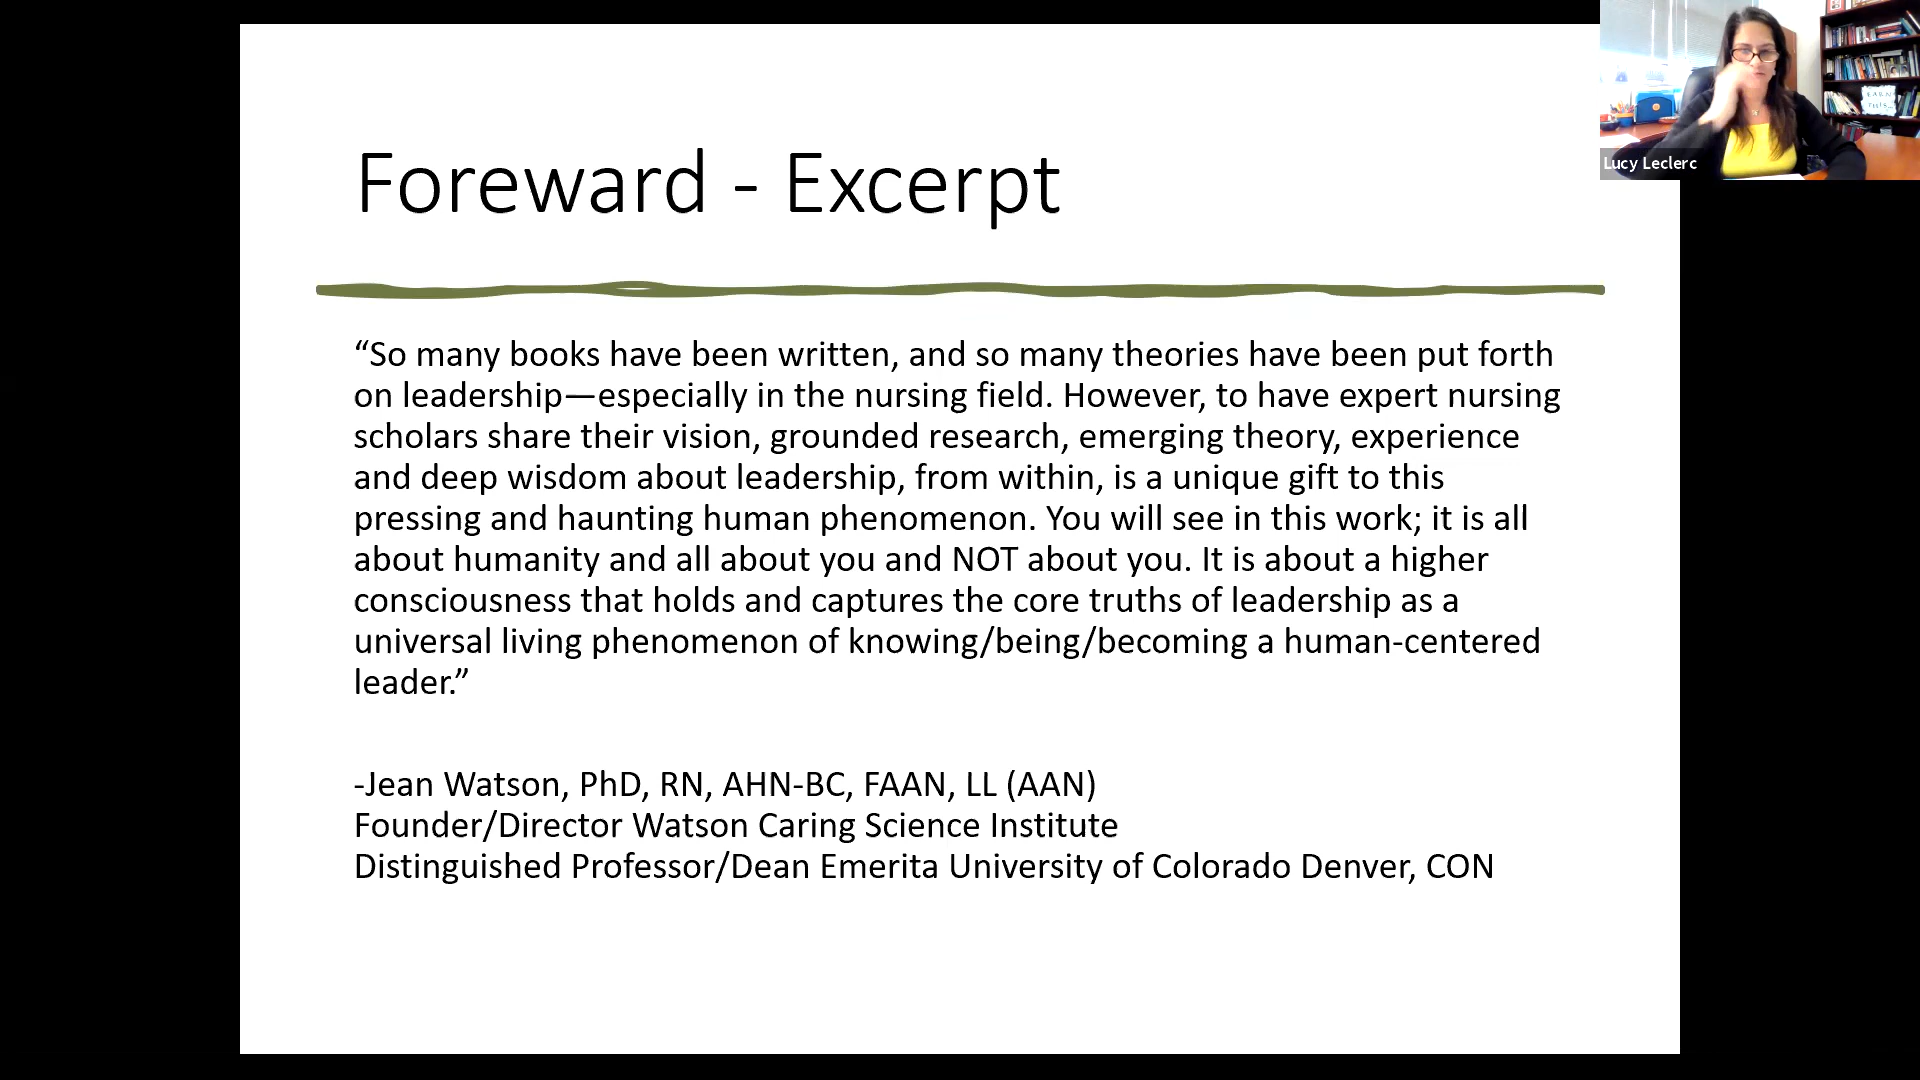 Foreward - Excerpt
“So many books have been written, and so many theories have been put forth
on leadership—especially in the nursing field. However, to have expert nursing
scholars share their vision, grounded research, emerging theory, experience
and deep wisdom about leadership, from within, is a unique gift to this
pressing and haunting human phenomenon. You will see in this work; it is all
about humanity and all about you and NOT about you. It is about a higher
consciousness that holds and captures the core truths of leadership as a
universal living phenomenon of knowing/being/becoming a human-centered
leader.”
-Jean Watson, PhD, RN, AHN-BC, FAAN, LL (AAN)
Founder/Director Watson Caring Science Institute
Distinguished Professor/Dean Emerita University of Colorado Denver, CON
EARN
THIS...
Lucy Leclerc